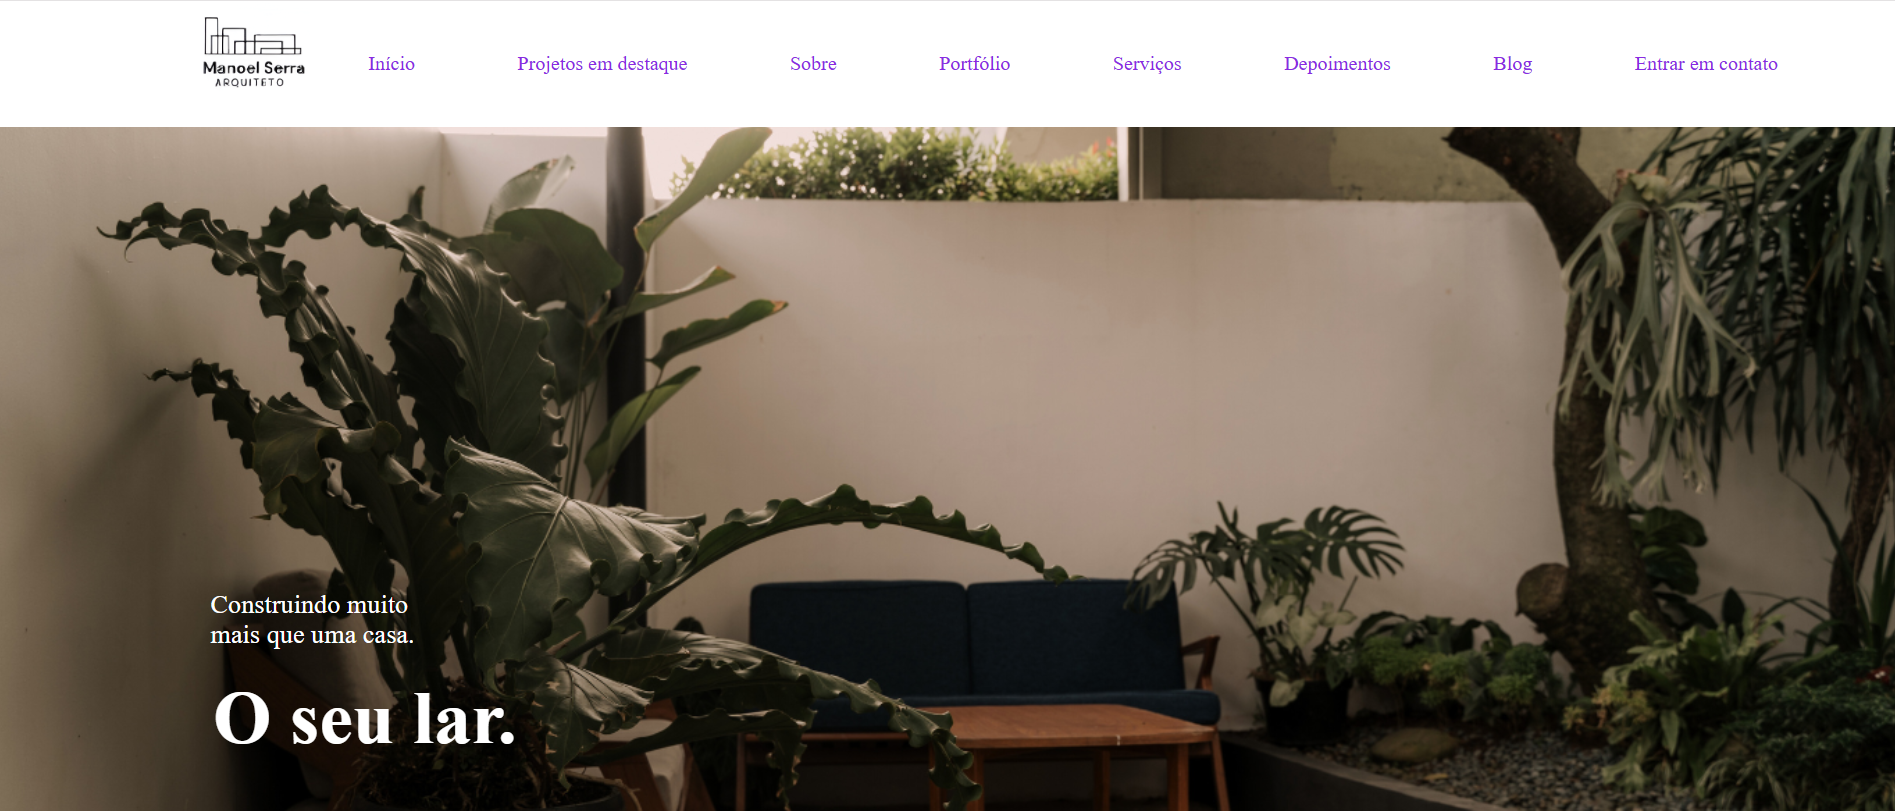 Manoel Serra
ARQUITETO
Início Projetos em destaque Sobre Portfólio Serviços Depoimentos Blog Entrar em contato
Construindo muito
mais que uma casa.
O seu lar.